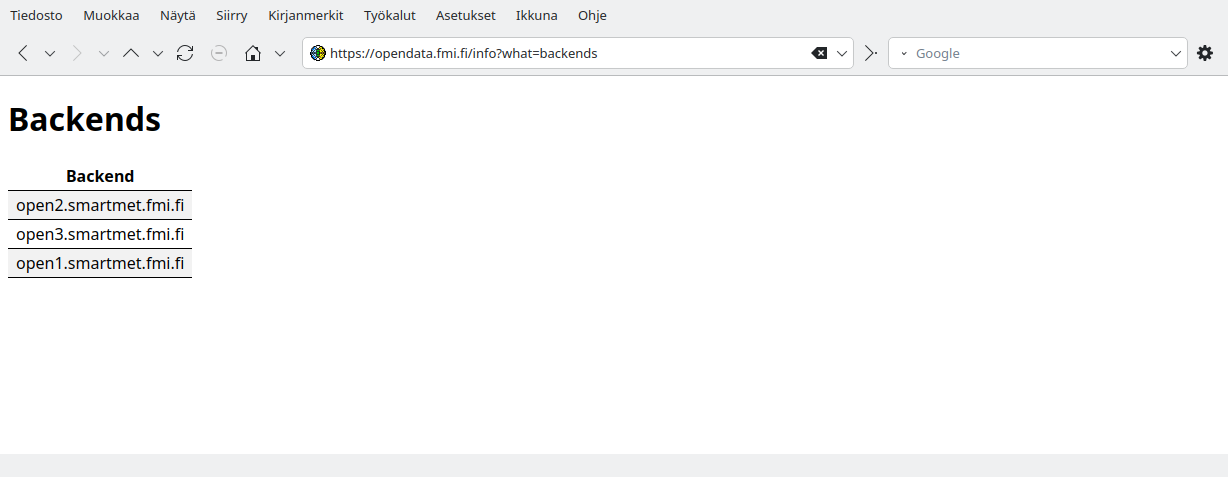 Tiedosto Muokkaa Näytä Siirry Kirjanmerkit Työkalut Asetukset Ikkuna Ohje
https://opendata.fmi.fi/info?what=backends Google
Backends
Backend
open2.smartmet.fmi.fi
open3.smartmet.fmi.fi
open1.smartmet.fmi.fi